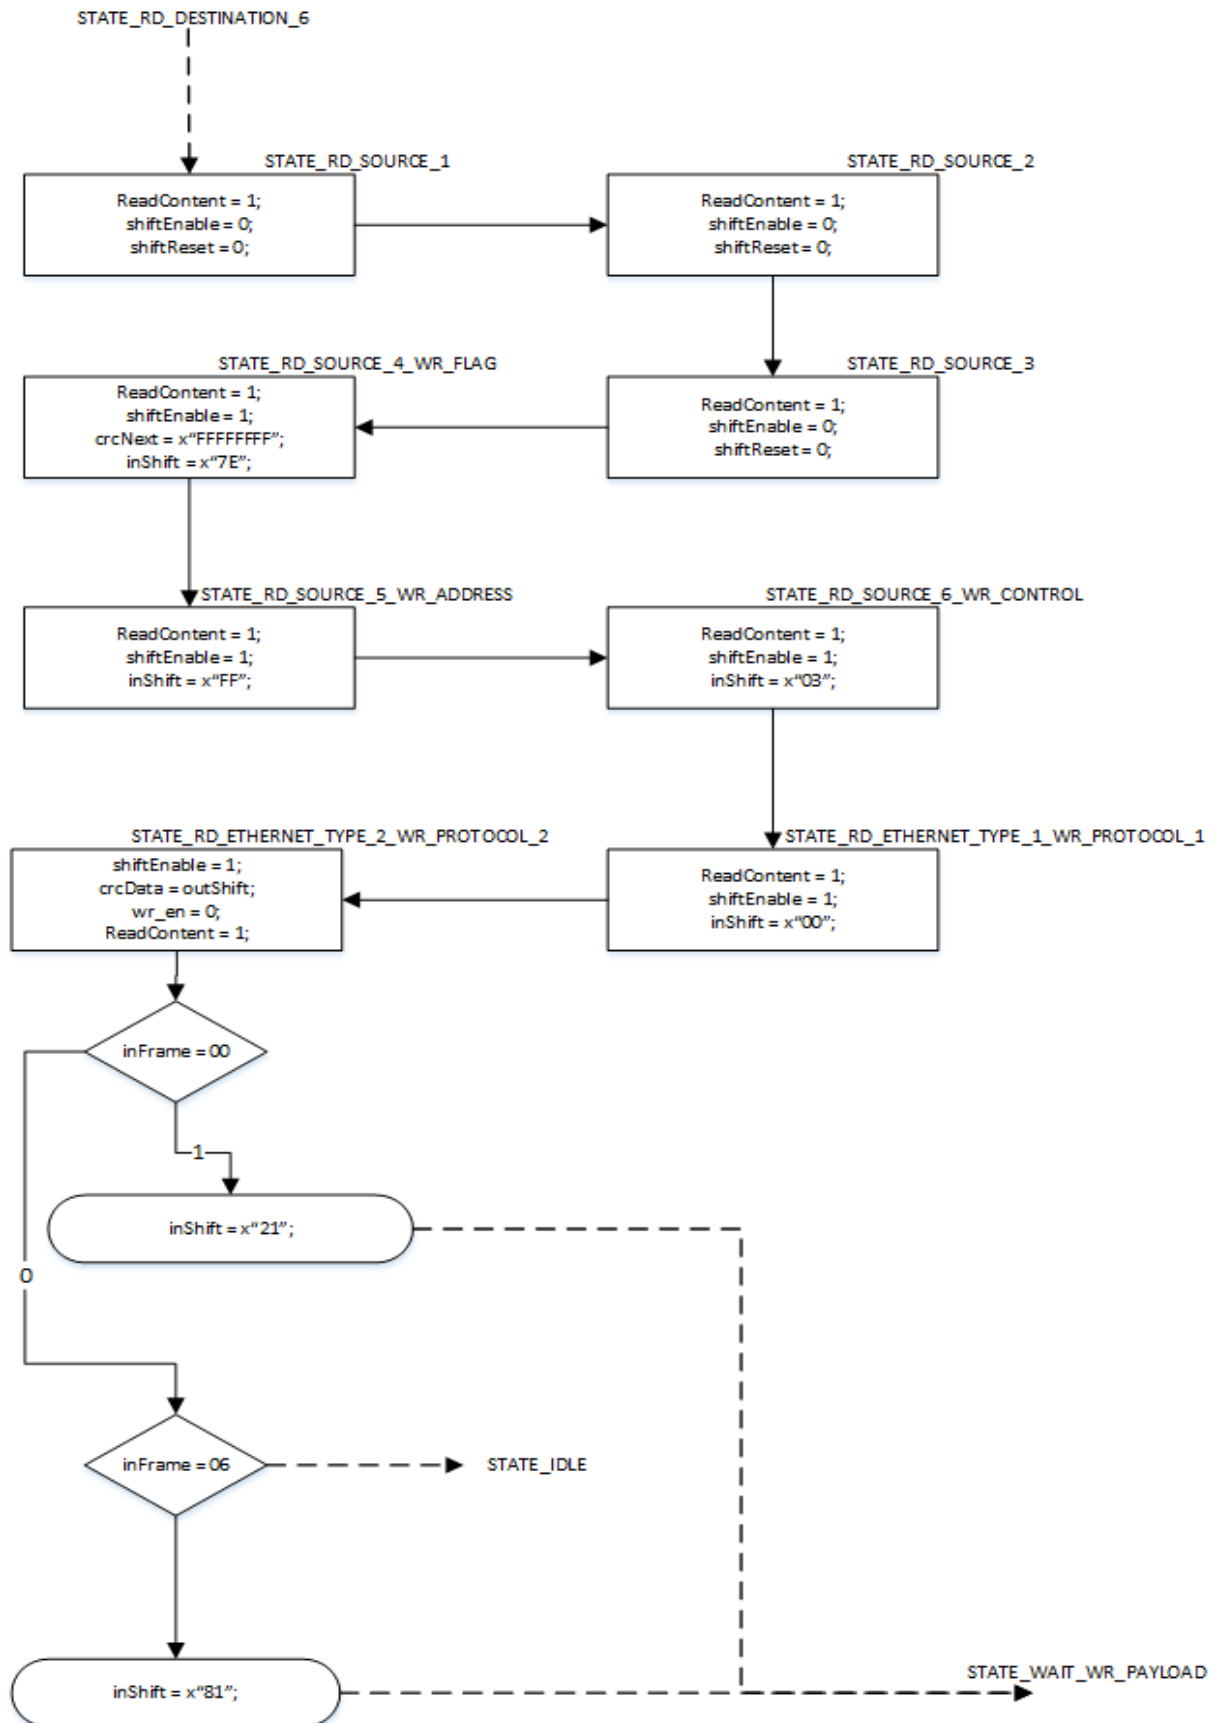 STATE_RD_DESTINATION_6
STATE_RD_SOURCE_1
ReadContent = 1;
shiftEnable = 0;
shiftReset = 0;
STATE_RD_SOURCE_2
ReadContent = 1;
shiftEnable = 0;
shiftReset = 0;
STATE_RD_SOURCE_3
ReadContent = 1;
shiftEnable = 0;
shiftReset = 0;
STATE_RD_SOURCE_4_WR_FLAG
ReadContent = 1;
shiftEnable = 1;
crcNext = x“FFFFFFFF”;
inShift = x“7E”;
STATE_RD_SOURCE_5_WR_ADDRESS
ReadContent = 1;
shiftEnable = 1;
inShift = x“FF”;
STATE_RD_SOURCE_6_WR_CONTROL
ReadContent = 1;
shiftEnable = 1;
inShift = x“03”;
STATE_RD_ETHERNET_TYPE_1_WR_PROTOCOL_1
ReadContent = 1;
shiftEnable = 1;
inShift = x“00”;
STATE_RD_ETHERNET_TYPE_2_WR_PROTOCOL_2
shiftEnable = 1;
crcData = outShift;
wr_en = 0;
ReadContent = 1;
inFrame = 00
1
inShift = x“21”;
0
inFrame = 06
STATE_IDLE
inShift = x“81”;
STATE_WAIT_WR_PAYLOAD